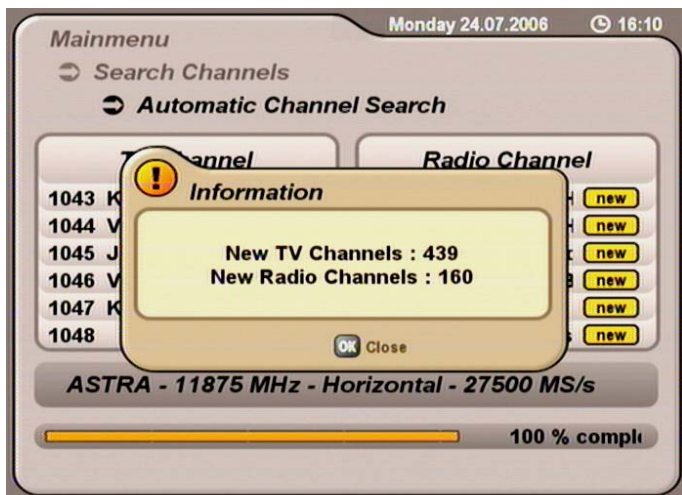 Monday 24.07.2006 16:10
Mainmenu
Search Channels
Automatic Channel Search
Radio Channel
1043 K
new
1044 V
new
1045 J
new
1046 V
new
1047 K
new
1048
new
Information
New TV Channels : 439
New Radio Channels : 160
OK Close
ASTRA - 11875 MHz - Horizontal - 27500 MS/s
100 % comple